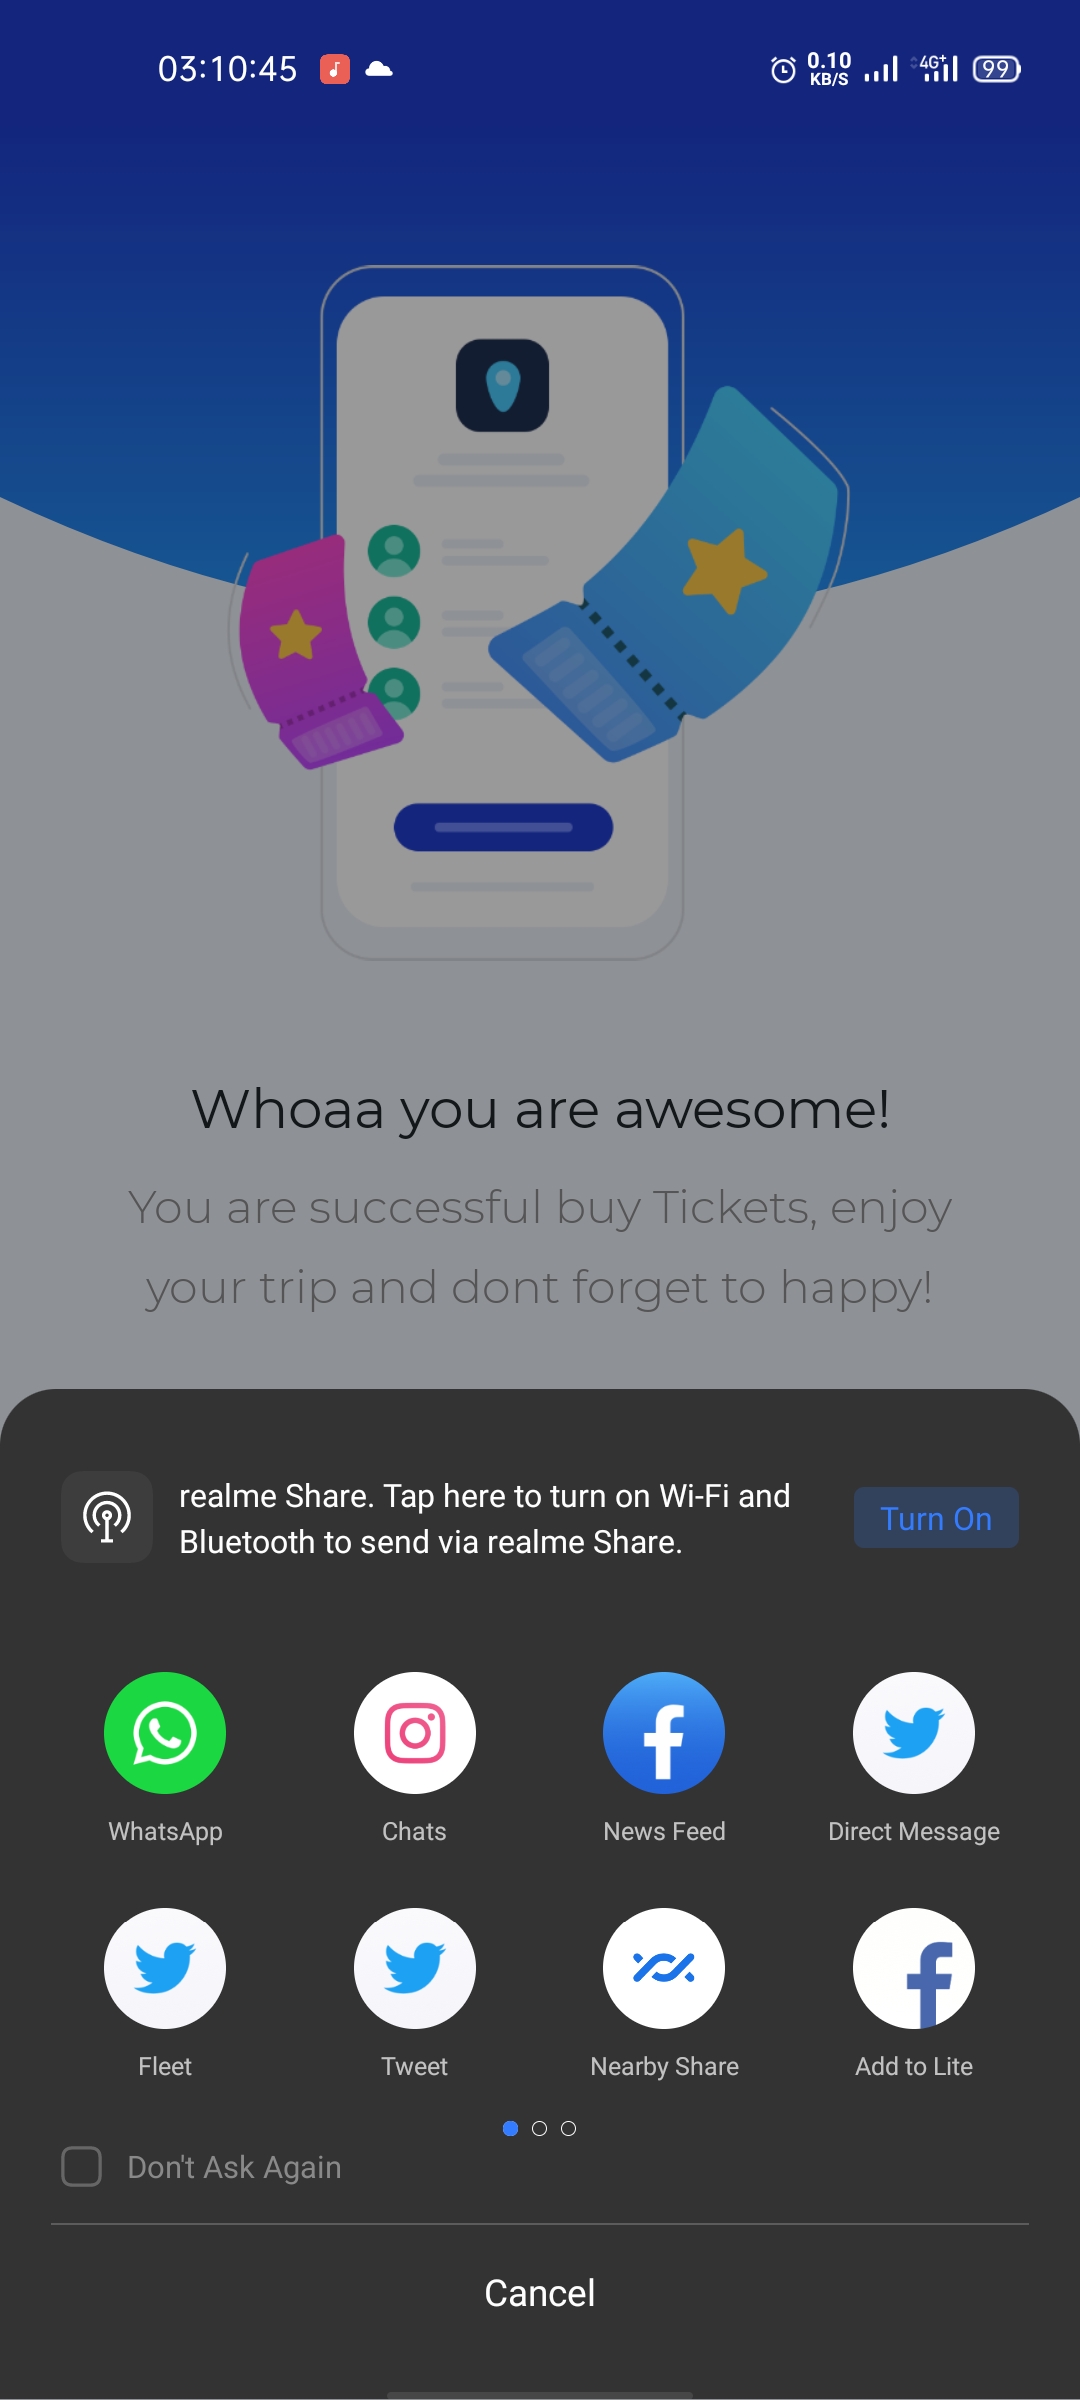 03:10:45
0.10
KB/S
4G+
99
Whoaa you are awesome!
You are successful buy Tickets, enjoy
your trip and dont forget to happy!
realme Share. Tap here to turn on Wi-Fi and
Bluetooth to send via realme Share.
Turn On
WhatsApp
Chats
News Feed
Direct Message
Fleet
Tweet
Nearby Share
Add to Lite
Don't Ask Again
Cancel